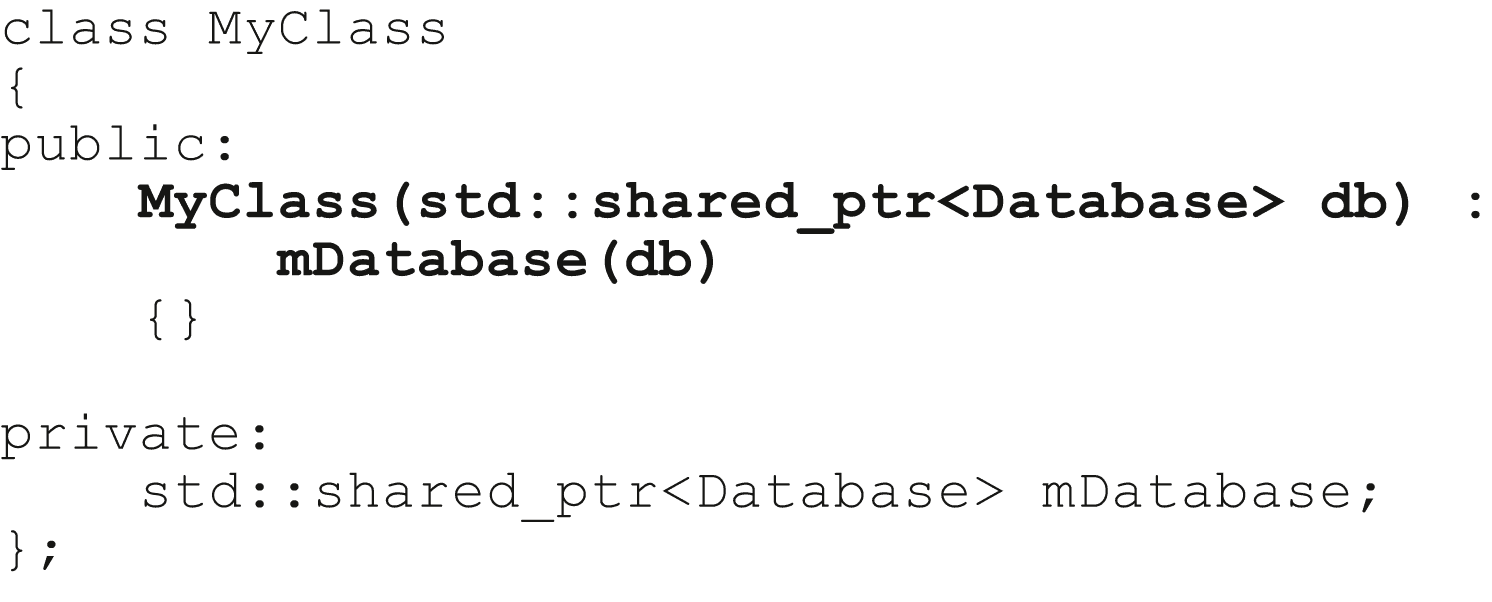 class MyClass
{
public:
    MyClass(std::shared_ptr<Database> db) :
        mDatabase(db)
    {}

private:
    std::shared_ptr<Database> mDatabase;
};